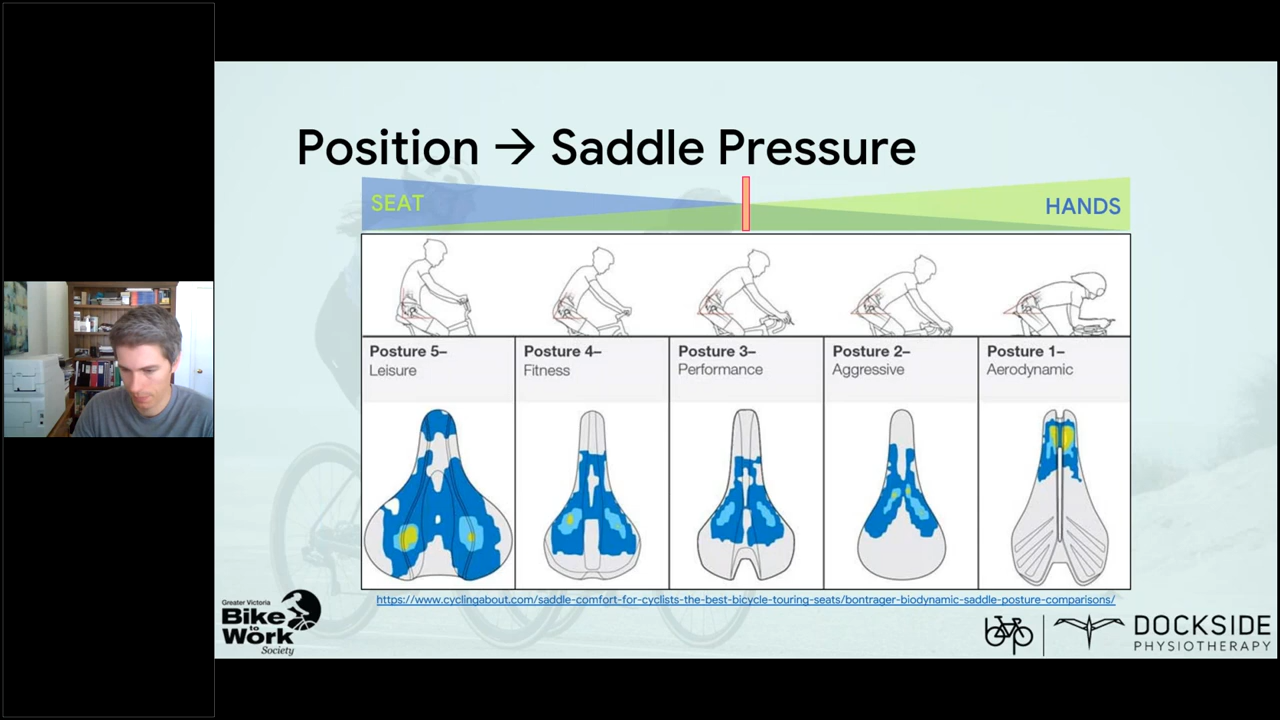 Position → Saddle Pressure
SEAT
HANDS
Posture 5–
Leisure
Posture 4–
Fitness
Posture 3–
Performance
Posture 2–
Aggressive
Posture 1–
Aerodynamic
https://www.cyclingabout.com/saddle-comfort-for-cyclists-the-best-bicycle-touring-seats/bontrager-biodynamic-saddle-posture-comparisons/
Greater Victoria
Bike
to
Work
Society
DOCKSIDE
PHYSIOTHERAPY